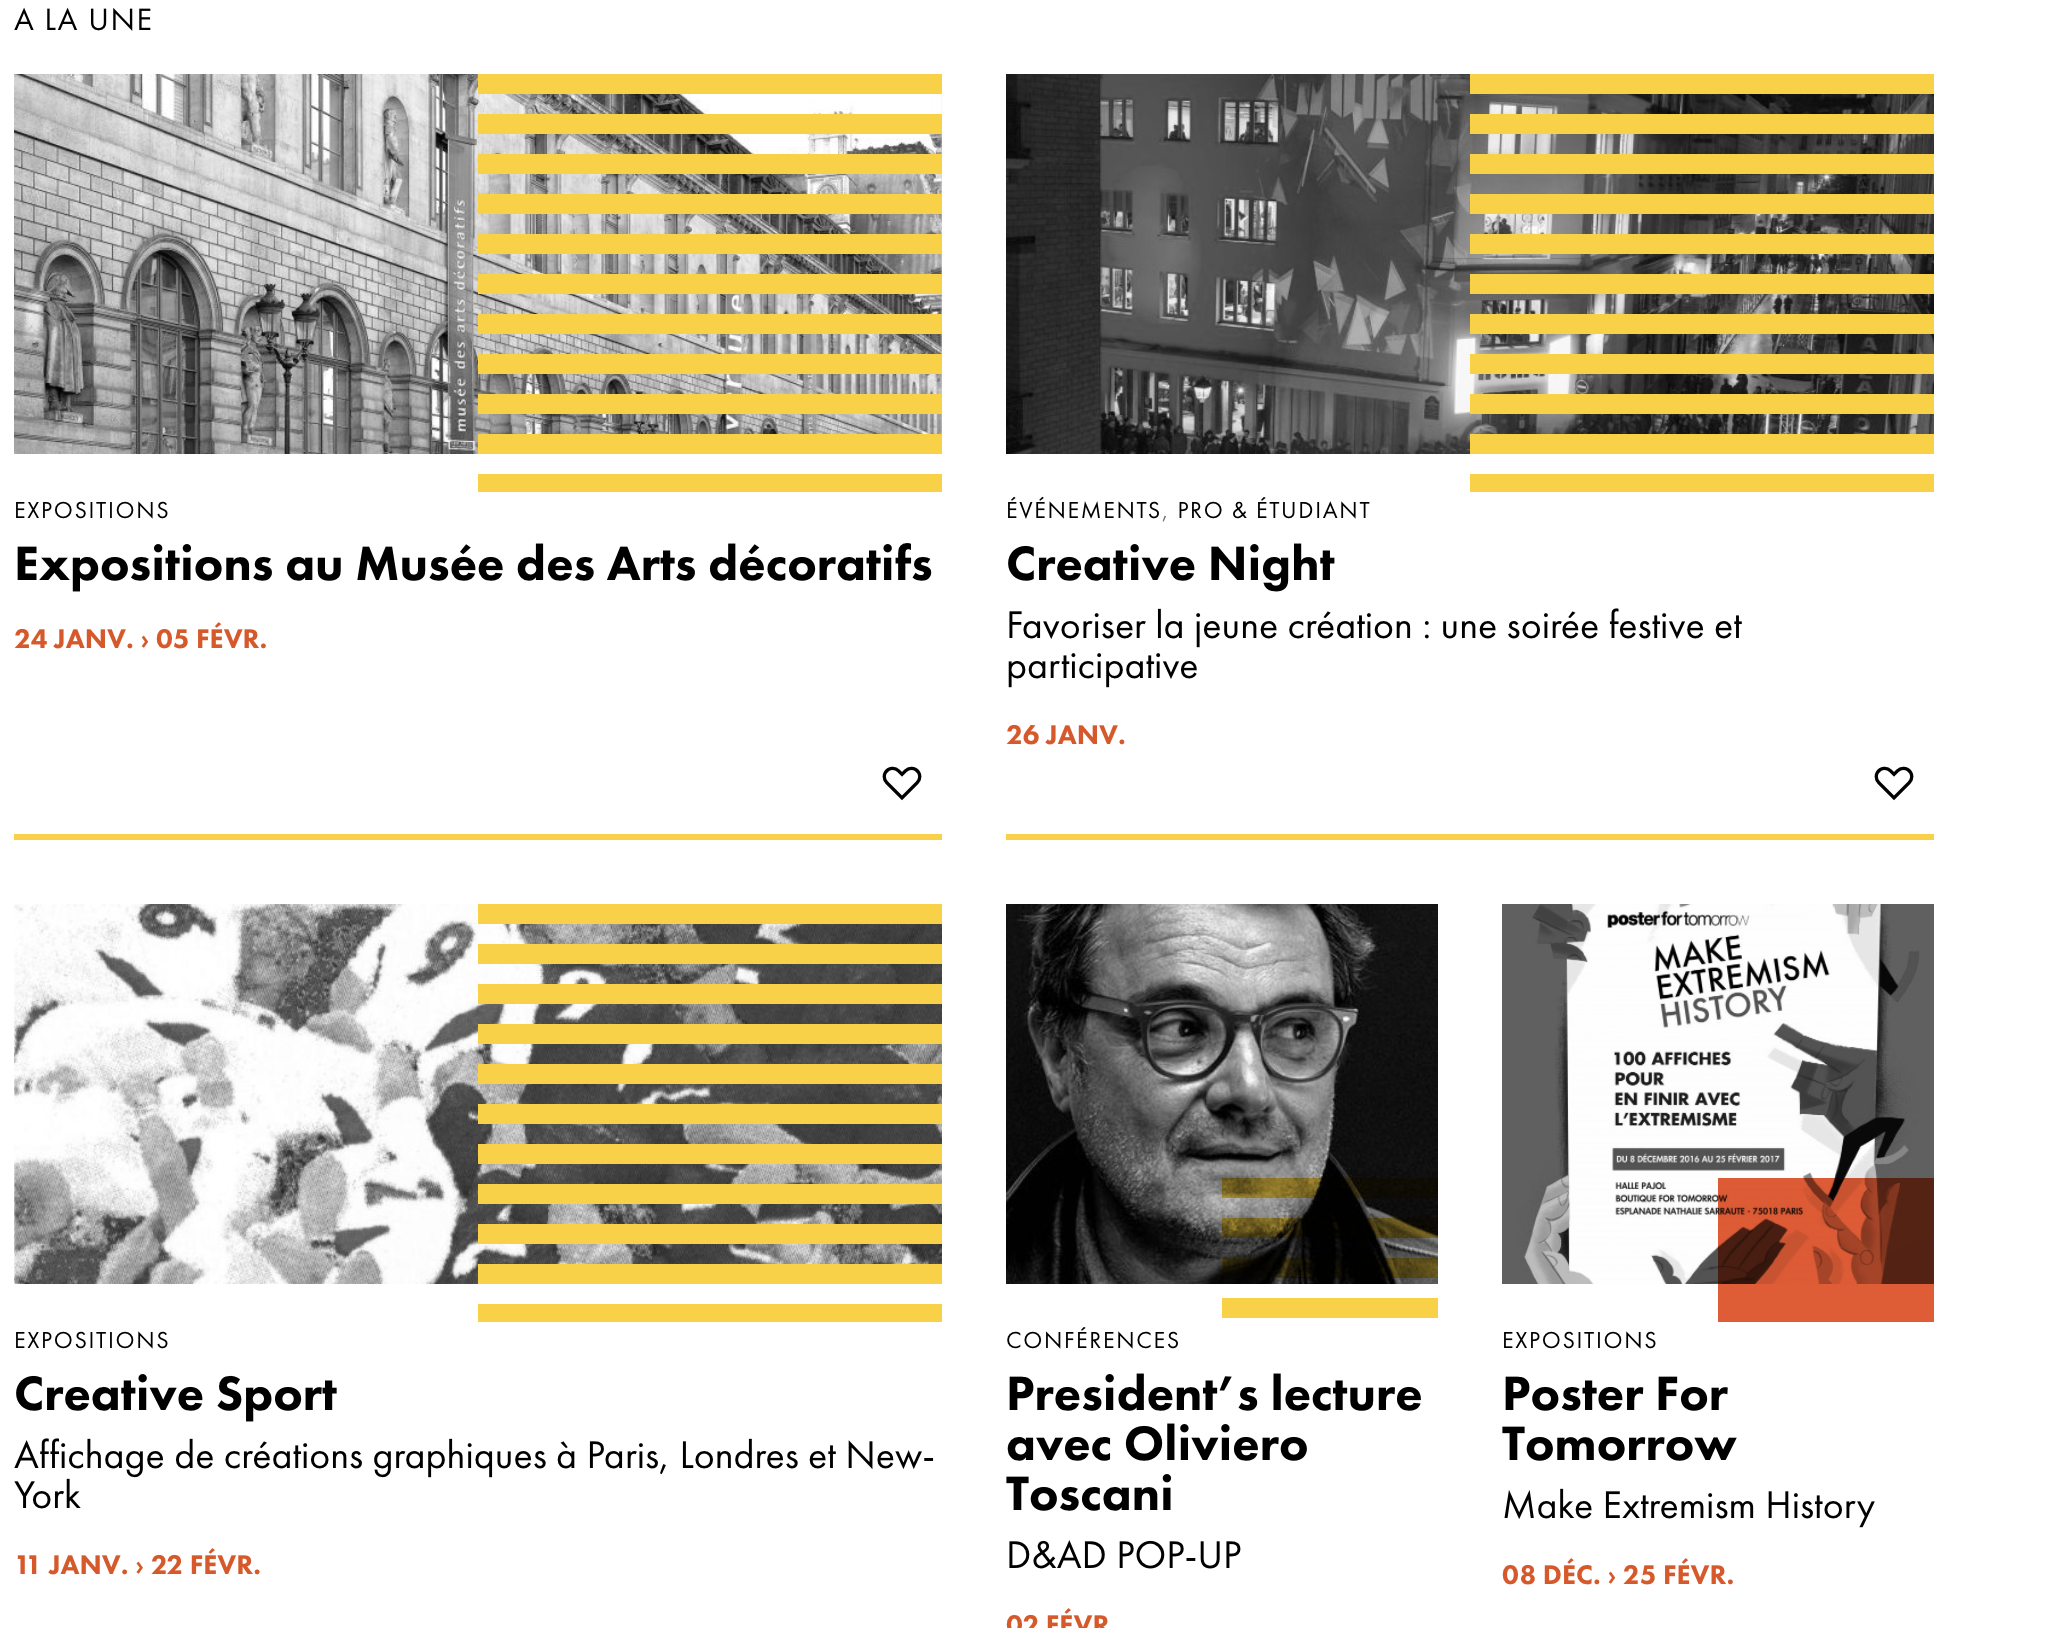 A LA UNE
musée des arts décoratifs
EXPOSITIONS
Expositions au Musée des Arts décoratifs
24 JANV. › 05 FÉVR.
ÉVÉNEMENTS, PRO & ÉTUDIANT
Creative Night
Favoriser la jeune création : une soirée festive et
participative
26 JANV.
EXPOSITIONS
Creative Sport
Affichage de créations graphiques à Paris, Londres et New-
York
11 JANV. › 22 FÉVR.
CONFÉRENCES
President’s lecture
avec Oliviero
Toscani
D&AD POP-UP
02 FÉVR.
poster for tomorrow
MAKE
EXTREMISM
HISTORY
100 AFFICHES
POUR
EN FINIR AVEC
L’EXTREMISME
DU 8 DÉCEMBRE 2016 AU 25 FÉVRIER 2017
HALLE PAJOL
BOUTIQUE FOR TOMORROW
ESPLANADE NATHALIE SARRAUTE - 75018 PARIS
EXPOSITIONS
Poster For
Tomorrow
Make Extremism History
08 DÉC. › 25 FÉVR.